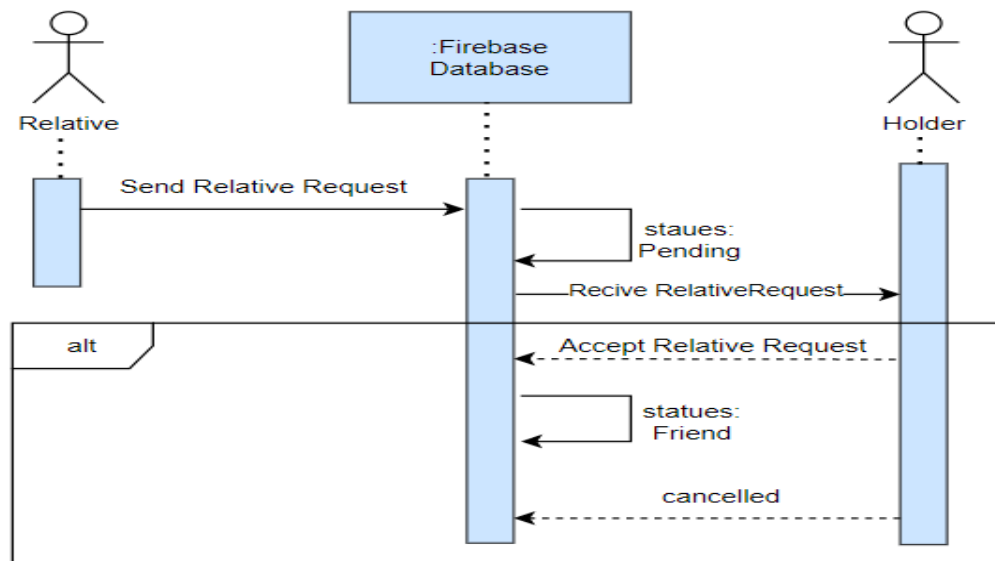 :Firebase
Database
Relative
Holder
Send Relative Request
staues:
Pending
Recive RelativeRequest
alt
Accept Relative Request
statues:
Friend
cancelled